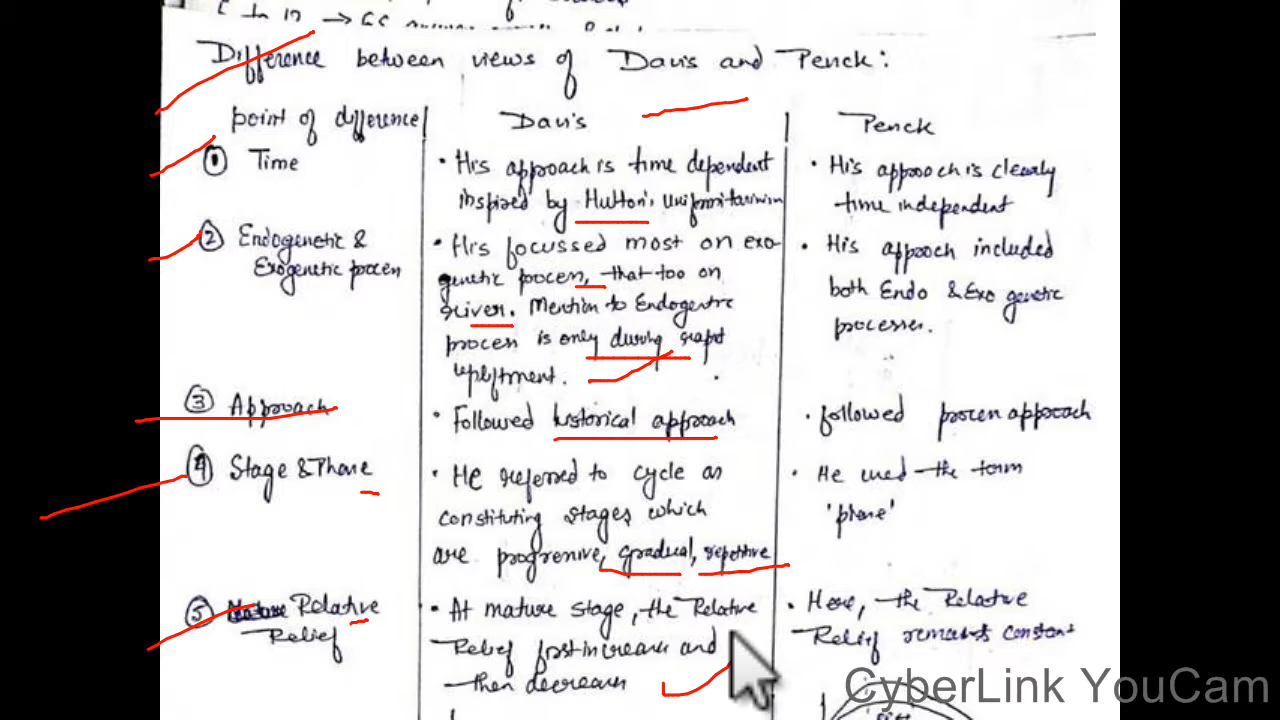 Difference between views of Davis and Penck:
point of difference Davis Penck
① Time
• His approach is time dependent
inspired by Hutton's
• His approach is clearly
time independent
② Endogenetic &
Exogenetic process
• His focussed most on exo-
genetic process, that too on
river. Mention to Endogenetic
process is only during rapid
upliftment.
• His approach included
both Endo & Exo genetic
processes.
③ Approach
• Followed historical approach
• followed process approach
④ Stage & Phase
• He referred to cycle as
constituting stages which
are progressive, gradual, repetitive
• He used the term
'phase'
⑤ Relative
Relief
• At mature stage, the Relative
Relief first increases and
then decreases
• Here, the Relative
Relief remains constant
CyberLink YouCam